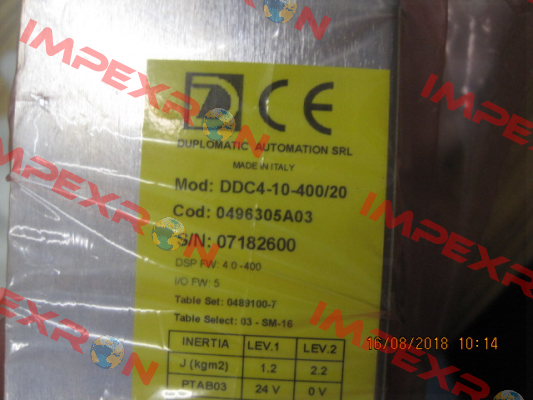 CE
DUPLOMATIC AUTOMATION SRL
MADE IN ITALY
Mod: DDC4-10-400/20
Cod: 0496305A03
S/N: 07182600
DSP FW: 4.0-400
I/O FW: 5
Table Set: 0489100-7
Table Select: 03 - SM-16
INERTIA LEV.1 LEV.2
J (kgm2) 1.2 2.2
PTAB03 24 V 0 V
16/08/2018 10:14
IMPEXRON
IMPEXRON
IMPEXRON
IMPEXRON